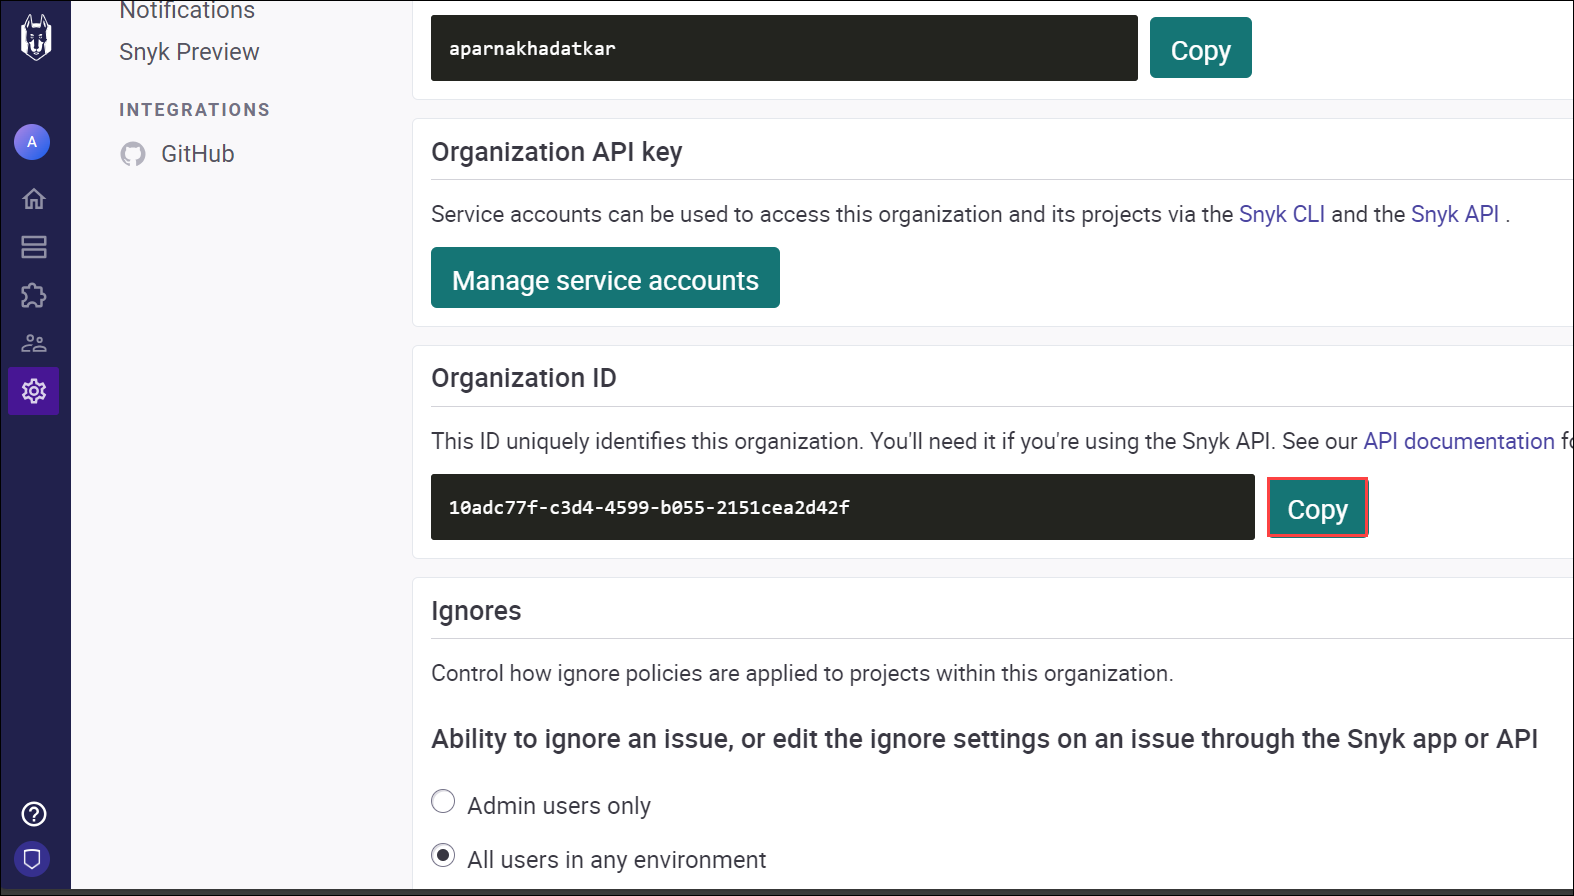 Notifications
Snyk Preview
INTEGRATIONS
GitHub
A
aparnakhadatkar
Copy
Organization API key
Service accounts can be used to access this organization and its projects via the Snyk CLI and the Snyk API .
Manage service accounts
Organization ID
This ID uniquely identifies this organization. You'll need it if you're using the Snyk API. See our API documentation fo
10adc77f-c3d4-4599-b055-2151cea2d42f
Copy
Ignores
Control how ignore policies are applied to projects within this organization.
Ability to ignore an issue, or edit the ignore settings on an issue through the Snyk app or API
Admin users only
All users in any environment